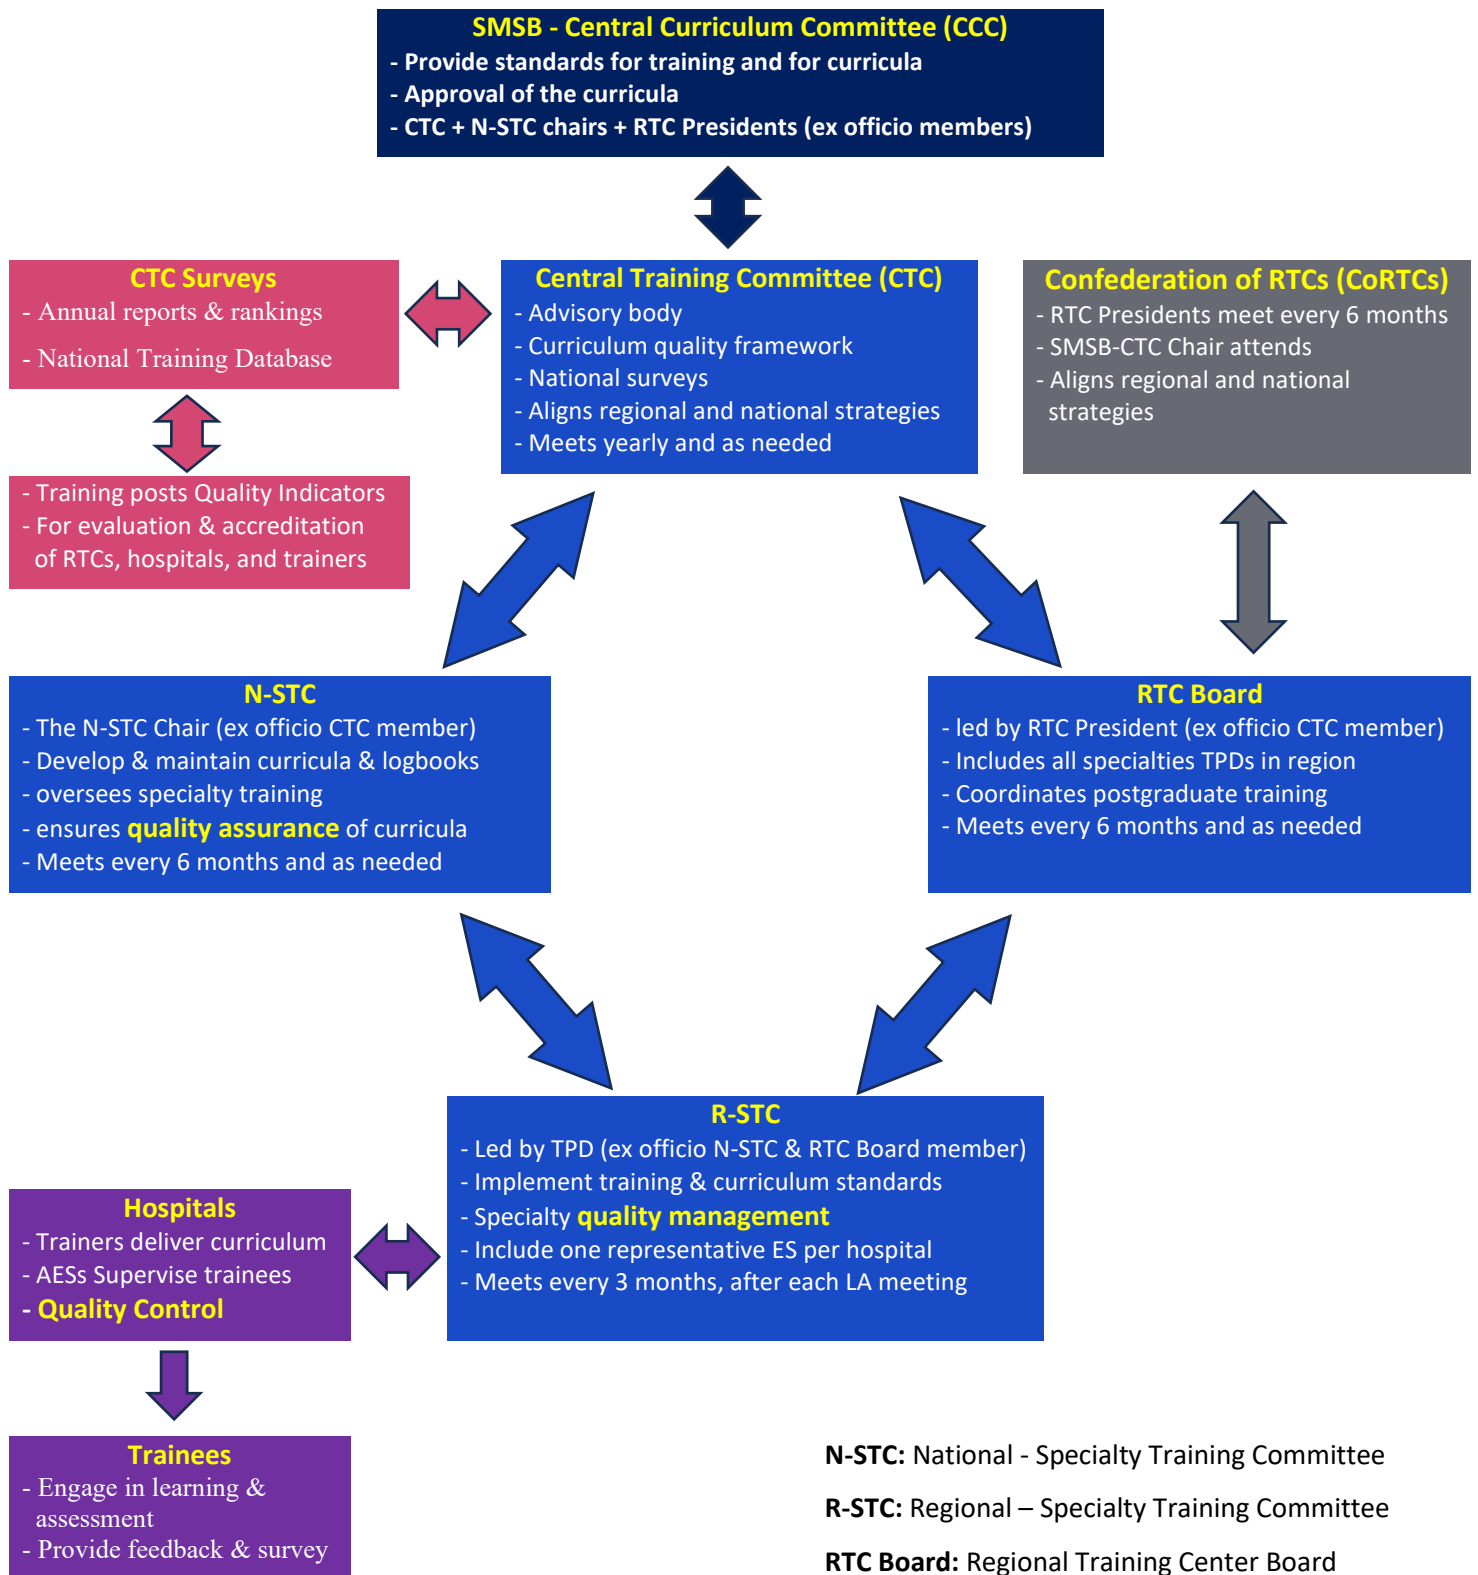 SMSB - Central Curriculum Committee (CCC)
- Provide standards for training and for curricula
- Approval of the curricula
- CTC + N-STC chairs + RTC Presidents (ex officio members)
CTC Surveys
- Annual reports & rankings
- National Training Database
Central Training Committee (CTC)
- Advisory body
- Curriculum quality framework
- National surveys
- Aligns regional and national strategies
- Meets yearly and as needed
Confederation of RTCs (CoRTCs)
- RTC Presidents meet every 6 months
- SMSB-CTC Chair attends
- Aligns regional and national
strategies
- Training posts Quality Indicators
- For evaluation & accreditation
of RTCs, hospitals, and trainers
N-STC
- The N-STC Chair (ex officio CTC member)
- Develop & maintain curricula & logbooks
- oversees specialty training
- ensures quality assurance of curricula
- Meets every 6 months and as needed
RTC Board
- led by RTC President (ex officio CTC member)
- Includes all specialties TPDs in region
- Coordinates postgraduate training
- Meets every 6 months and as needed
R-STC
- Led by TPD (ex officio N-STC & RTC Board member)
- Implement training & curriculum standards
- Specialty quality management
- Include one representative ES per hospital
- Meets every 3 months, after each LA meeting
Hospitals
- Trainers deliver curriculum
- AESs Supervise trainees
- Quality Control
Trainees
- Engage in learning &
assessment
- Provide feedback & survey
N-STC: National - Specialty Training Committee
R-STC: Regional – Specialty Training Committee
RTC Board: Regional Training Center Board